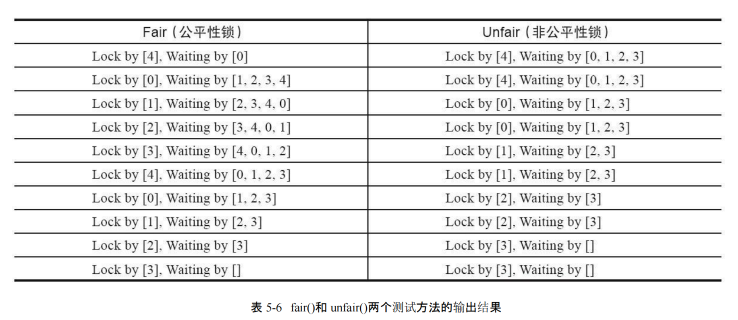 Fair（公平性锁） Unfair（非公平性锁）
Lock by [4], Waiting by [0] Lock by [4], Waiting by [0, 1, 2, 3]
Lock by [0], Waiting by [1, 2, 3, 4] Lock by [4], Waiting by [0, 1, 2, 3]
Lock by [1], Waiting by [2, 3, 4, 0] Lock by [0], Waiting by [1, 2, 3]
Lock by [2], Waiting by [3, 4, 0, 1] Lock by [0], Waiting by [1, 2, 3]
Lock by [3], Waiting by [4, 0, 1, 2] Lock by [1], Waiting by [2, 3]
Lock by [4], Waiting by [0, 1, 2, 3] Lock by [1], Waiting by [2, 3]
Lock by [0], Waiting by [1, 2, 3] Lock by [2], Waiting by [3]
Lock by [1], Waiting by [2, 3] Lock by [2], Waiting by [3]
Lock by [2], Waiting by [3] Lock by [3], Waiting by []
Lock by [3], Waiting by [] Lock by [3], Waiting by []
表 5-6 fair()和 unfair()两个测试方法的输出结果